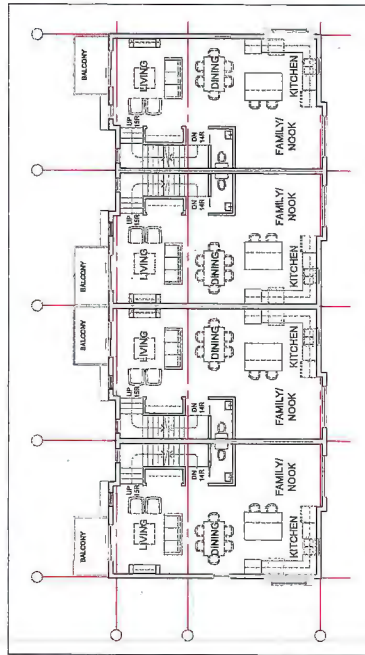 BALCONY
LIVING
DINING
KITCHEN
FAMILY/
NOOK
UP
15R
DN
14R
DN
14R
UP
15R
BALCONY
LIVING
DINING
KITCHEN
FAMILY/
NOOK
BALCONY
LIVING
DINING
KITCHEN
FAMILY/
NOOK
UP
15R
DN
14R
DN
14R
UP
15R
BALCONY
LIVING
DINING
KITCHEN
FAMILY/
NOOK